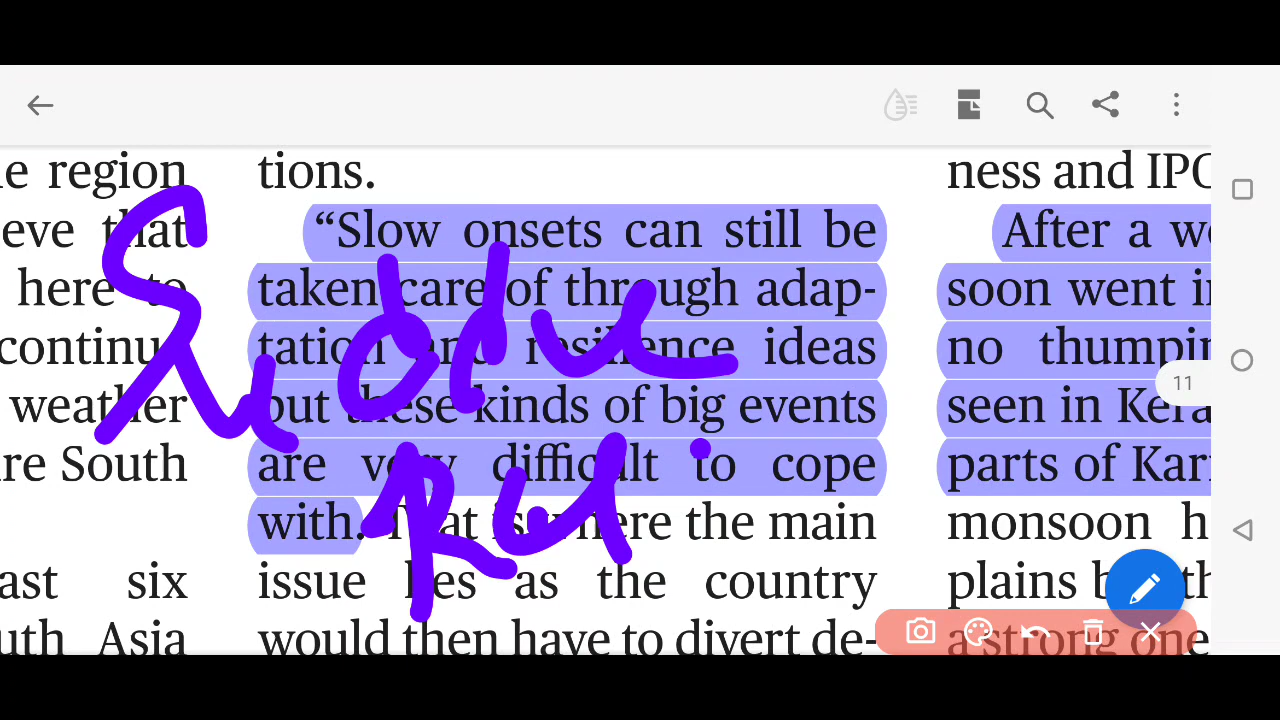 e region
eve that
here to
continu
weather
re South
ast six
uth Asia
tions.
“Slow onsets can still be
taken care of through adap-
tation and resilience ideas
but these kinds of big events
are very difficult to cope
with. That is where the main
issue lies as the country
would then have to divert de-
ness and IPC
After a we
soon went in
no thumpin
seen in Kera
parts of Karn
monsoon h
plains b th
a strong one
11